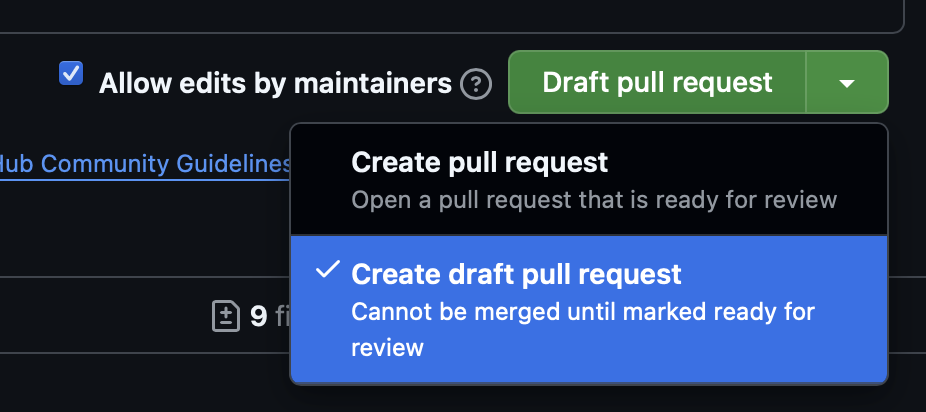 Allow edits by maintainers
Draft pull request
Hub Community Guidelines
Create pull request
Open a pull request that is ready for review
Create draft pull request
Cannot be merged until marked ready for
review
9 fi